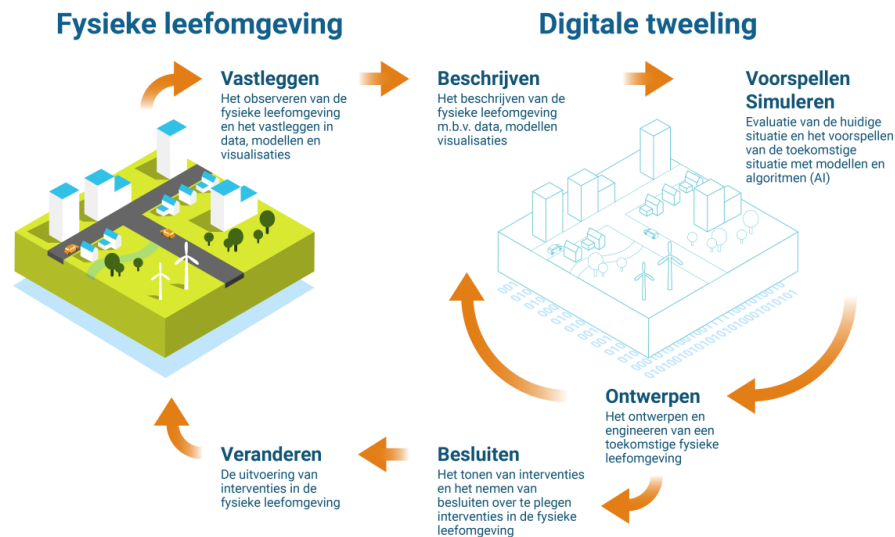 Fysieke leefomgeving
Digitale tweeling
Vastleggen
Het observeren van de
fysieke leefomgeving
en het vastleggen in
data, modellen en
visualisaties
Beschrijven
Het beschrijven van de
fysieke leefomgeving
m.b.v. data, modellen
visualisaties
Voorspellen
Simuleren
Evaluatie van de huidige
situatie en het voorspellen
van de toekomstige
situatie met modellen en
algoritmen (AI)
Ontwerpen
Het ontwerpen en
engineeren van een
toekomstige fysieke
leefomgeving
Besluiten
Het tonen van interventies
en het nemen van
besluiten over te plegen
interventies in de fysieke
leefomgeving
Veranderen
De uitvoering van
interventies in de
fysieke leefomgeving